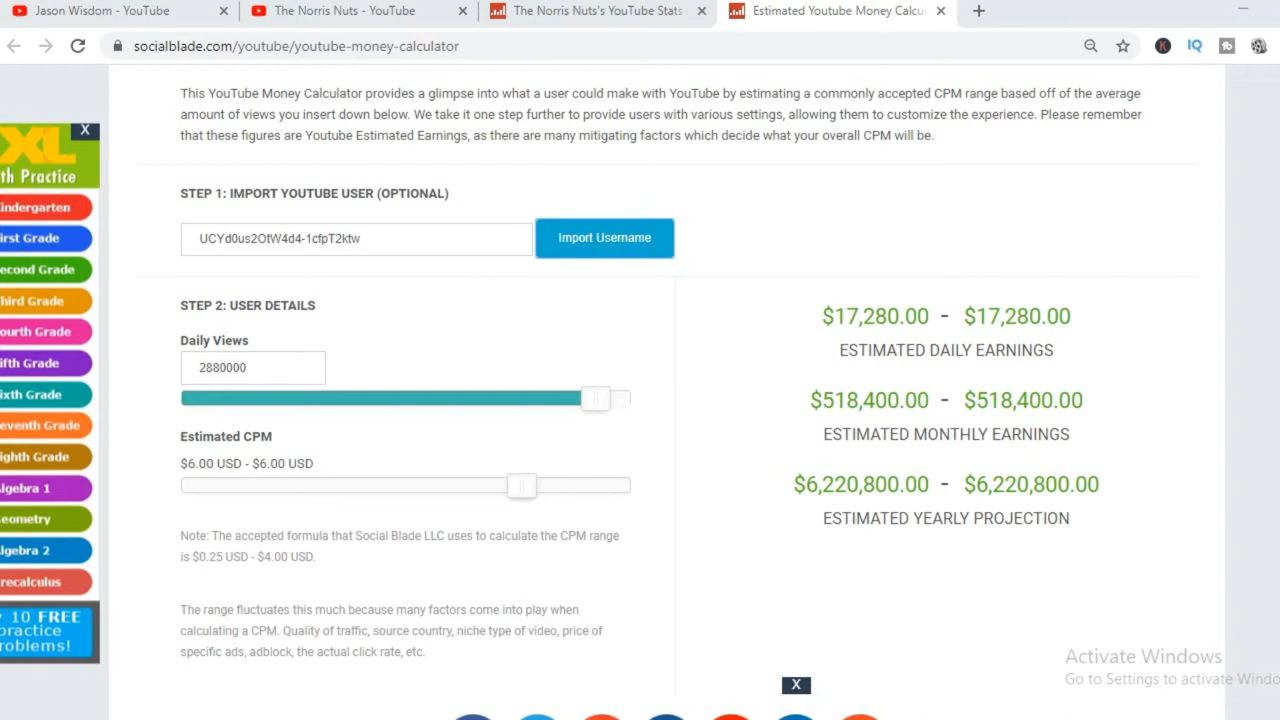 Jason Wisdom - YouTube
The Norris Nuts - YouTube
The Norris Nuts's YouTube Stats
Estimated Youtube Money Calcu
socialblade.com/youtube/youtube-money-calculator
IQ
This YouTube Money Calculator provides a glimpse into what a user could make with YouTube by estimating a commonly accepted CPM range based off of the average
amount of views you insert down below. We take it one step further to provide users with various settings, allowing them to customize the experience. Please remember
that these figures are Youtube Estimated Earnings, as there are many mitigating factors which decide what your overall CPM will be.
X
XL
th Practice
indergarten
irst Grade
econd Grade
hird Grade
ourth Grade
ifth Grade
ixth Grade
eventh Grade
ighth Grade
lgebra 1
eometry
lgebra 2
recalculus
y 10 FREE
practice
roblems!
STEP 1: IMPORT YOUTUBE USER (OPTIONAL)
UCYd0us2OtW4d4-1cfpT2ktw
Import Username
STEP 2: USER DETAILS
Daily Views
2880000
Estimated CPM
$6.00 USD - $6.00 USD
Note: The accepted formula that Social Blade LLC uses to calculate the CPM range
is $0.25 USD - $4.00 USD.
The range fluctuates this much because many factors come into play when
calculating a CPM. Quality of traffic, source country, niche type of video, price of
specific ads, adblock, the actual click rate, etc.
$17,280.00 - $17,280.00
ESTIMATED DAILY EARNINGS
$518,400.00 - $518,400.00
ESTIMATED MONTHLY EARNINGS
$6,220,800.00 - $6,220,800.00
ESTIMATED YEARLY PROJECTION
Activate Windows
Go to Settings to activate Windo
X